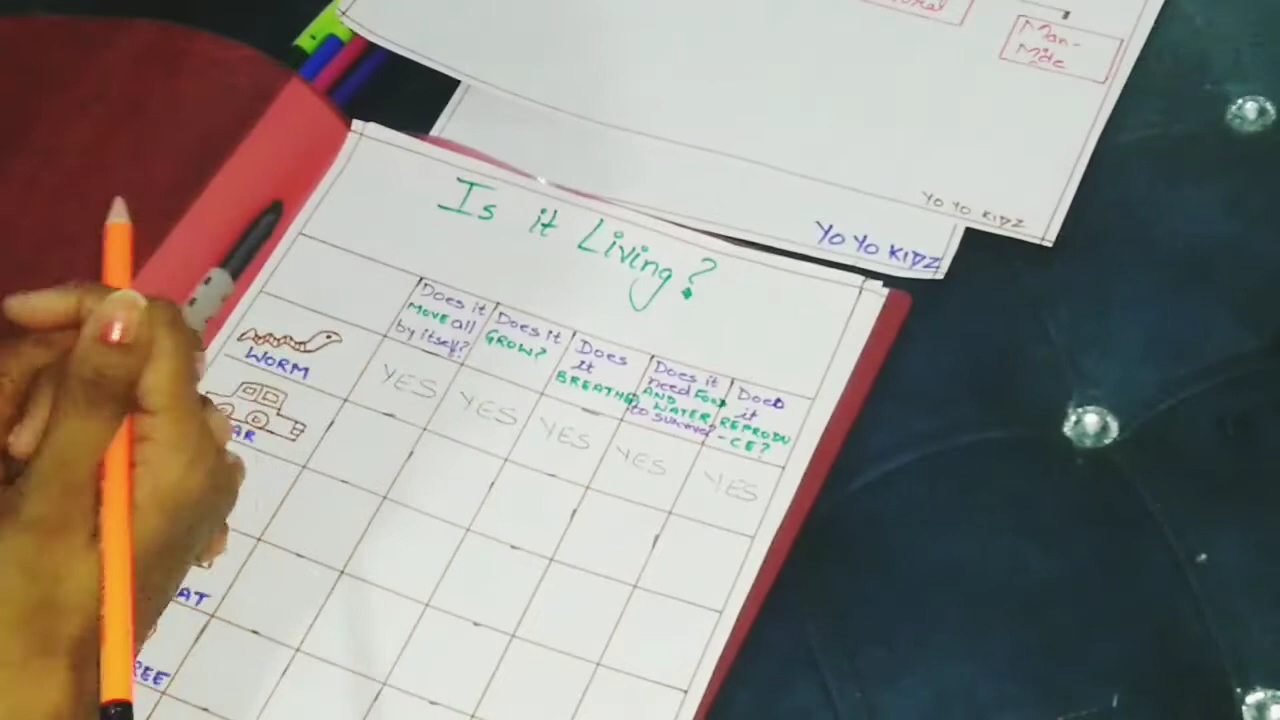 Man-
Made
YO YO KIDZ
YO YO KIDZ
Is it Living?
Does it
MOVE all
by itself?
Does it
GROW?
Does
It
BREATHE
Does it
need FOOD
AND
WATER
to survive?
Does
it
REPRODU
-CE?
WORM
YES
YES
YES
YES
YES
AR
AT
REE